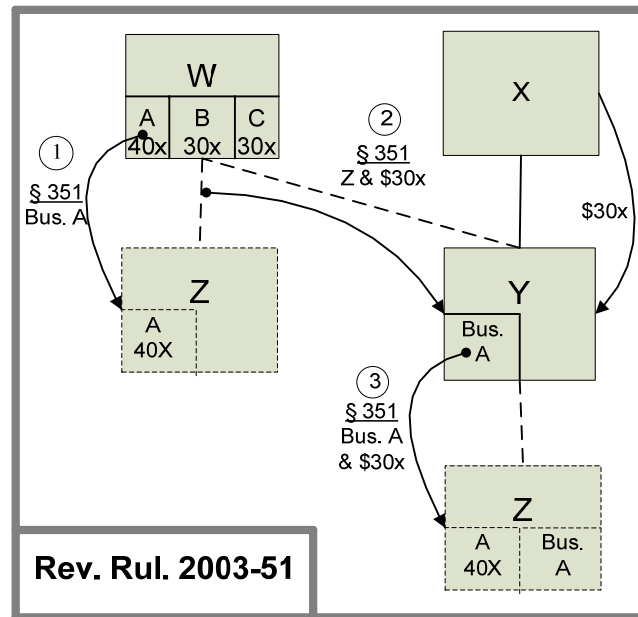 W
A B C
40x 30x 30x
1
§ 351
Bus. A
2
§ 351
Z & $30x
X
$30x
Z
A
40X
Y
Bus.
A
3
§ 351
Bus. A
& $30x
Z
A Bus.
40X A
Rev. Rul. 2003-51